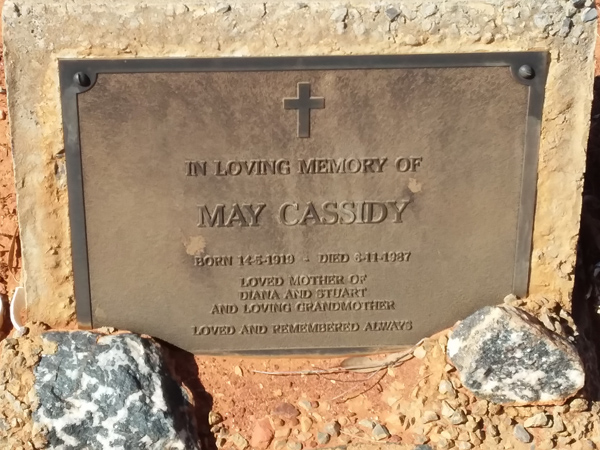 IN LOVING MEMORY OF
MAY CASSIDY
BORN 14-5-1919 - DIED 6-11-1987
LOVED MOTHER OF
DIANA AND STUART
AND LOVING GRANDMOTHER
LOVED AND REMEMBERED ALWAYS